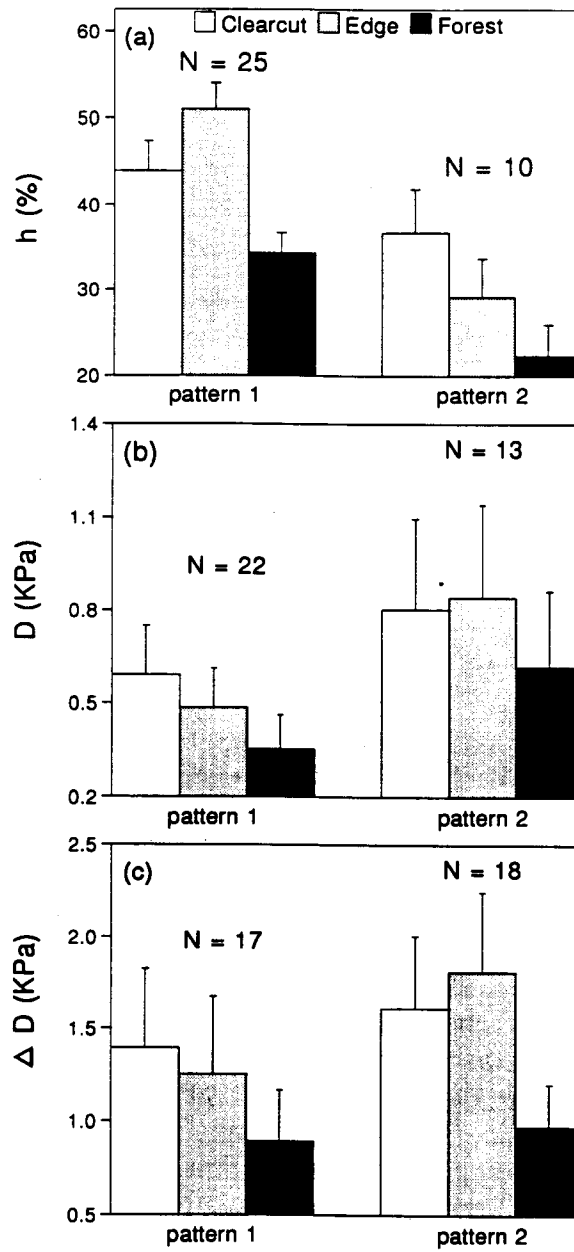 (a)
Clearcut Edge Forest
N = 25
N = 10
60
50
40
30
20
h (%)
pattern 1 pattern 2
(b)
N = 13
N = 22
1.4
1.1
0.8
0.5
0.2
D (KPa)
pattern 1 pattern 2
(c)
N = 18
N = 17
2.5
2.0
1.5
1.0
0.5
Δ D (KPa)
pattern 1 pattern 2